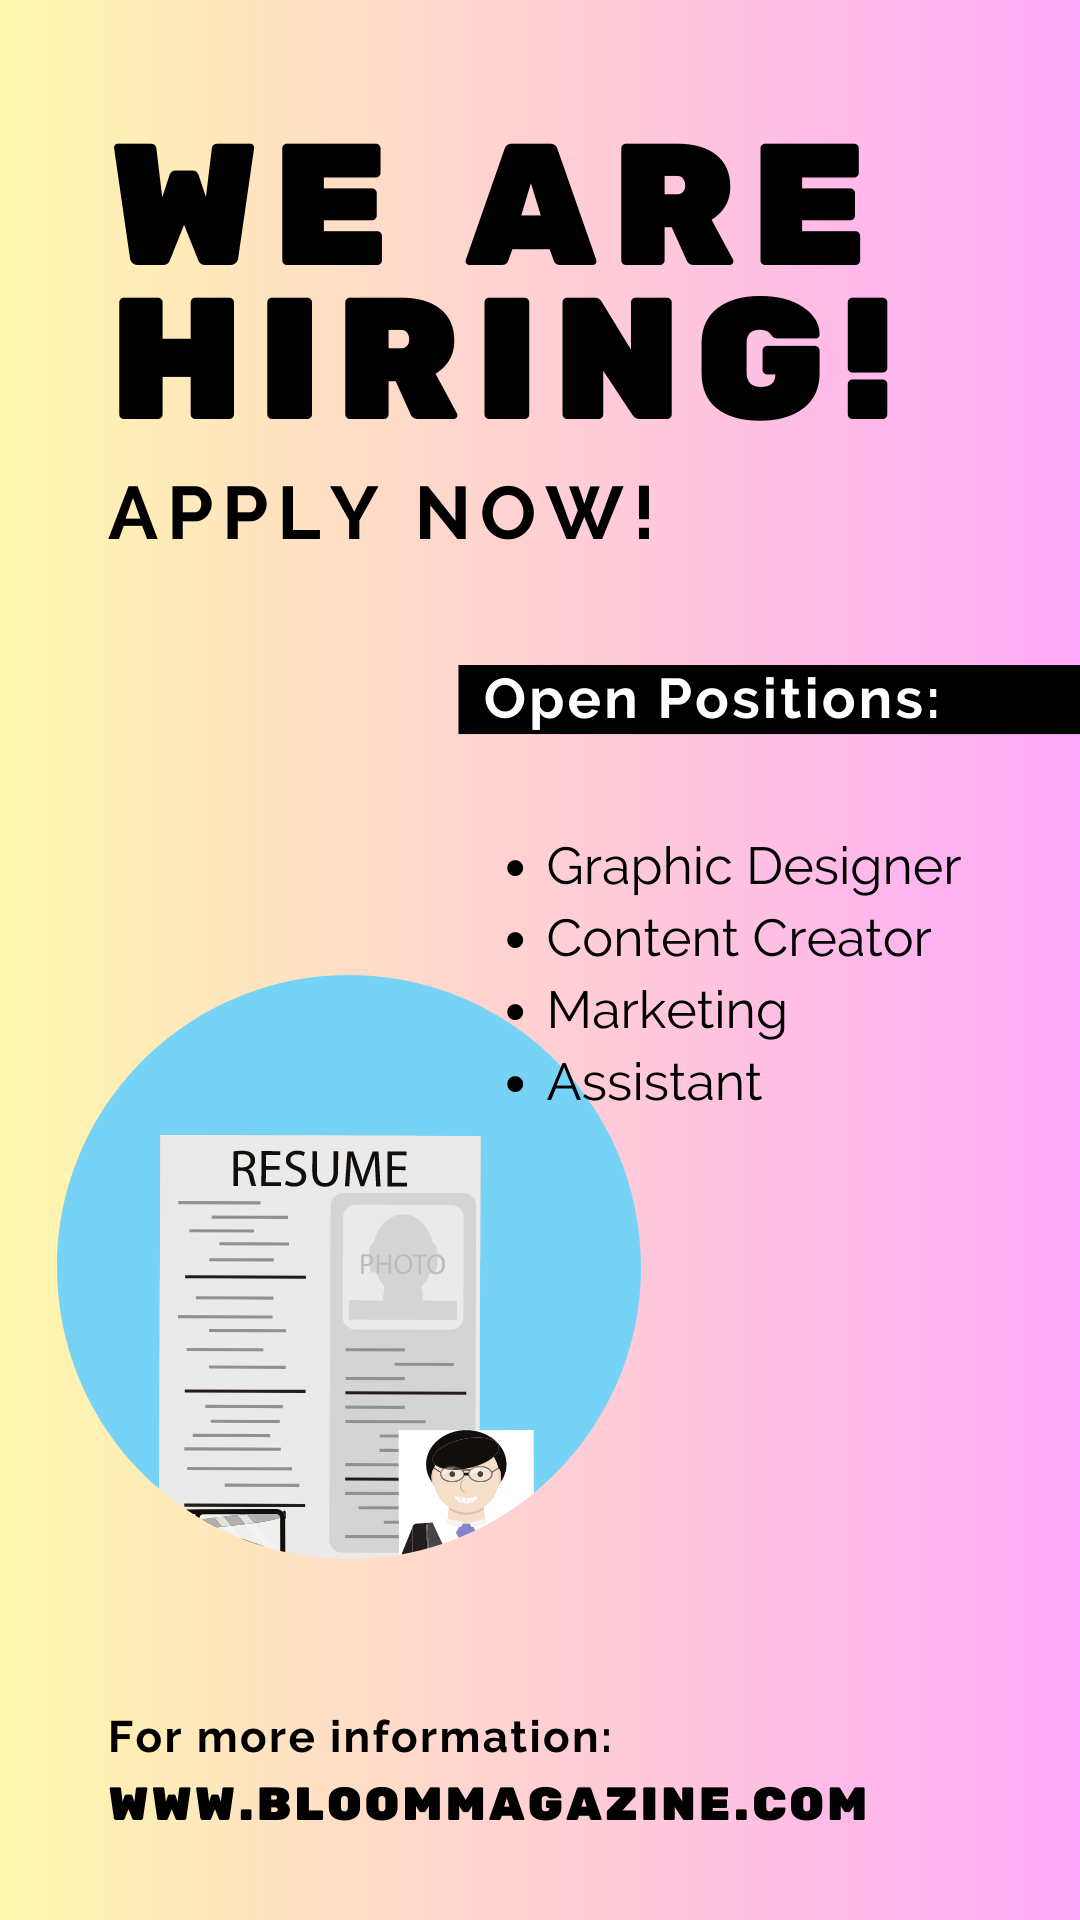 WE ARE
HIRING!
APPLY NOW!
Open Positions:
• Graphic Designer
• Content Creator
• Marketing
• Assistant
RESUME
PHOTO
For more information:
WWW.BLOOMMAGAZINE.COM